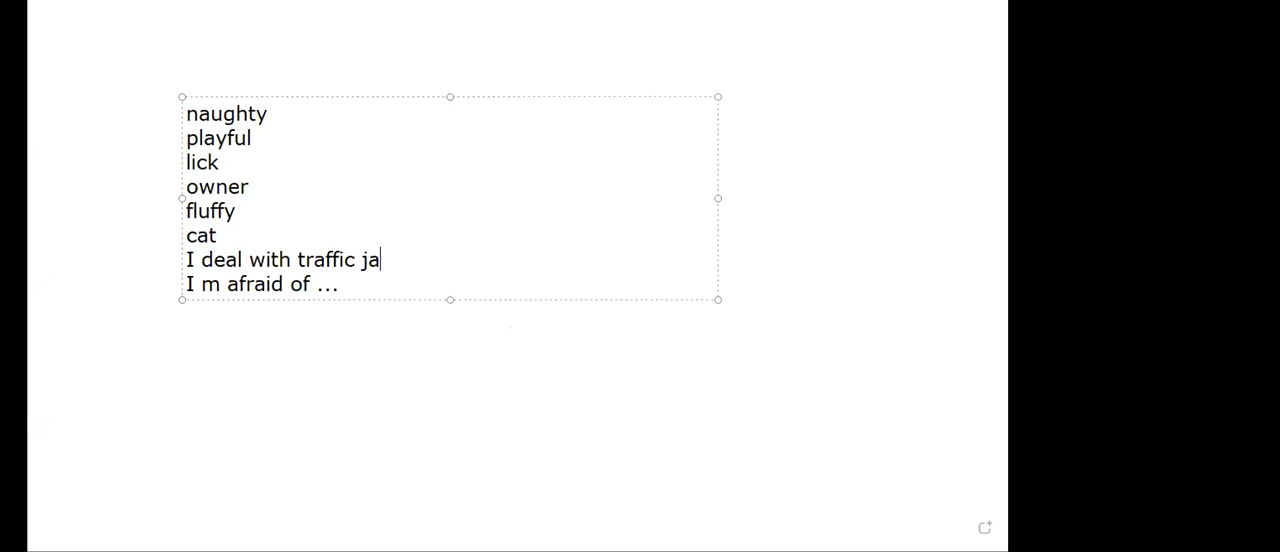 naughty
playful
lick
owner
fluffy
cat
I deal with traffic ja
I m afraid of ...